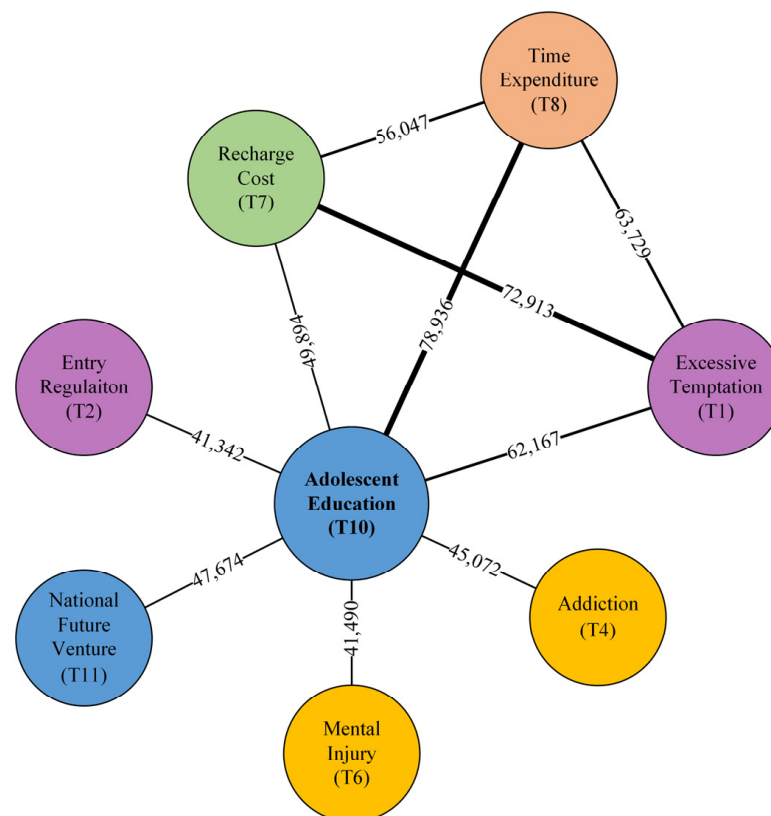 Time
Expenditure
(T8)
56,047
Recharge
Cost
(T7)
63,729
72,913
78,936
49,894
Entry
Regulaiton
(T2)
Excessive
Temptation
(T1)
41,342
62,167
Adolescent
Education
(T10)
47,674
45,072
National
Future
Venture
(T11)
41,490
Addiction
(T4)
Mental
Injury
(T6)